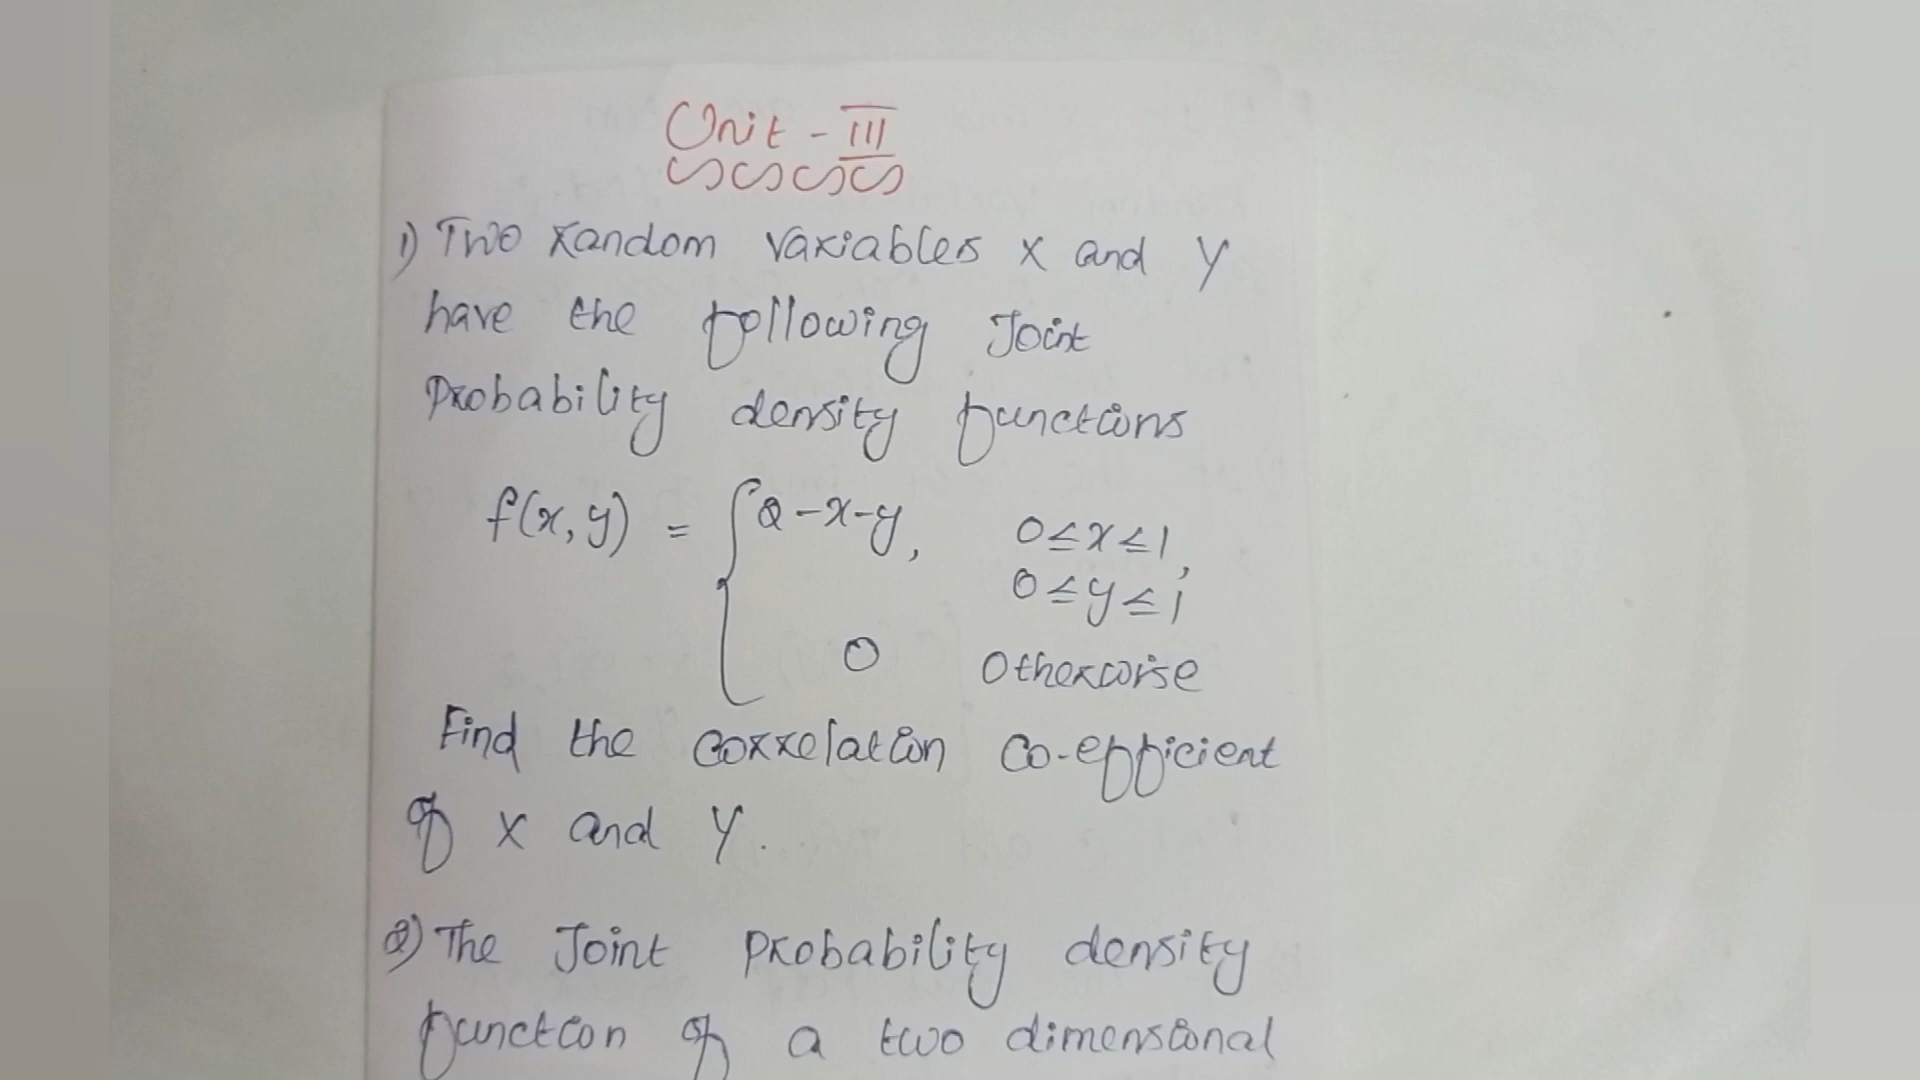 Unit - III
1) Two random variables X and Y
have the following Joint
Probability density functions
f(x, y) = { 2-x-y, 0≤x≤1,
0≤y≤1
0 Otherwise
Find the correlation co-efficient
of X and Y.
2) The Joint Probability density
function of a two dimensional